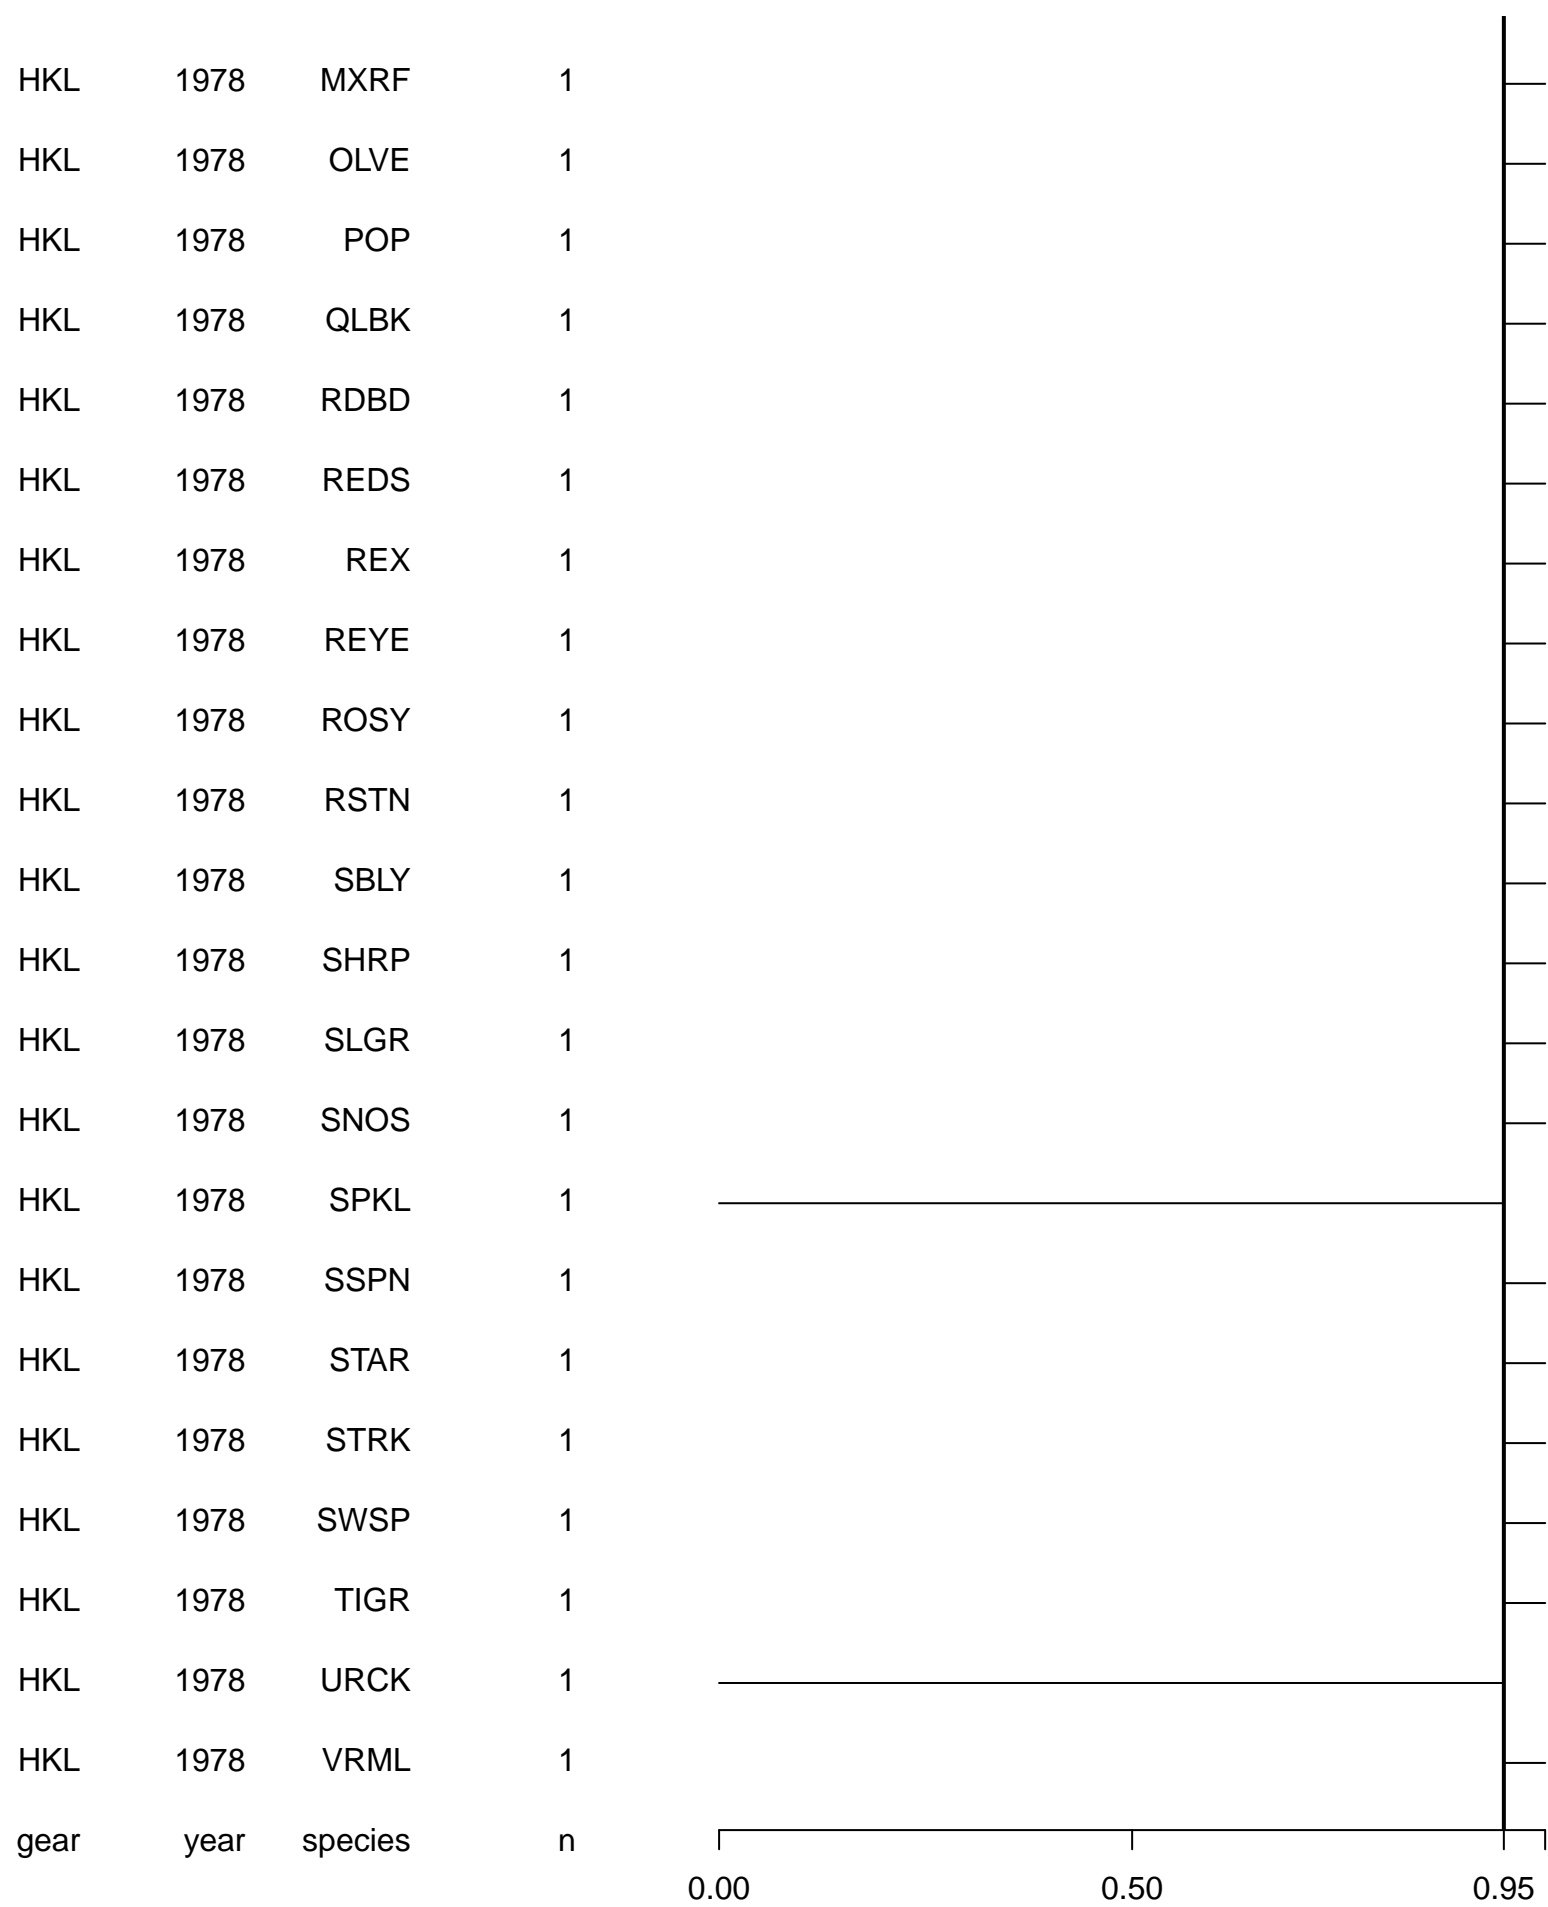 HKL 1978 MXRF 1
HKL 1978 OLVE 1
HKL 1978 POP 1
HKL 1978 QLBK 1
HKL 1978 RDBD 1
HKL 1978 REDS 1
HKL 1978 REX 1
HKL 1978 REYE 1
HKL 1978 ROSY 1
HKL 1978 RSTN 1
HKL 1978 SBLY 1
HKL 1978 SHRP 1
HKL 1978 SLGR 1
HKL 1978 SNOS 1
HKL 1978 SPKL 1
HKL 1978 SSPN 1
HKL 1978 STAR 1
HKL 1978 STRK 1
HKL 1978 SWSP 1
HKL 1978 TIGR 1
HKL 1978 URCK 1
HKL 1978 VRML 1
gear year species n
0.00 0.50 0.95